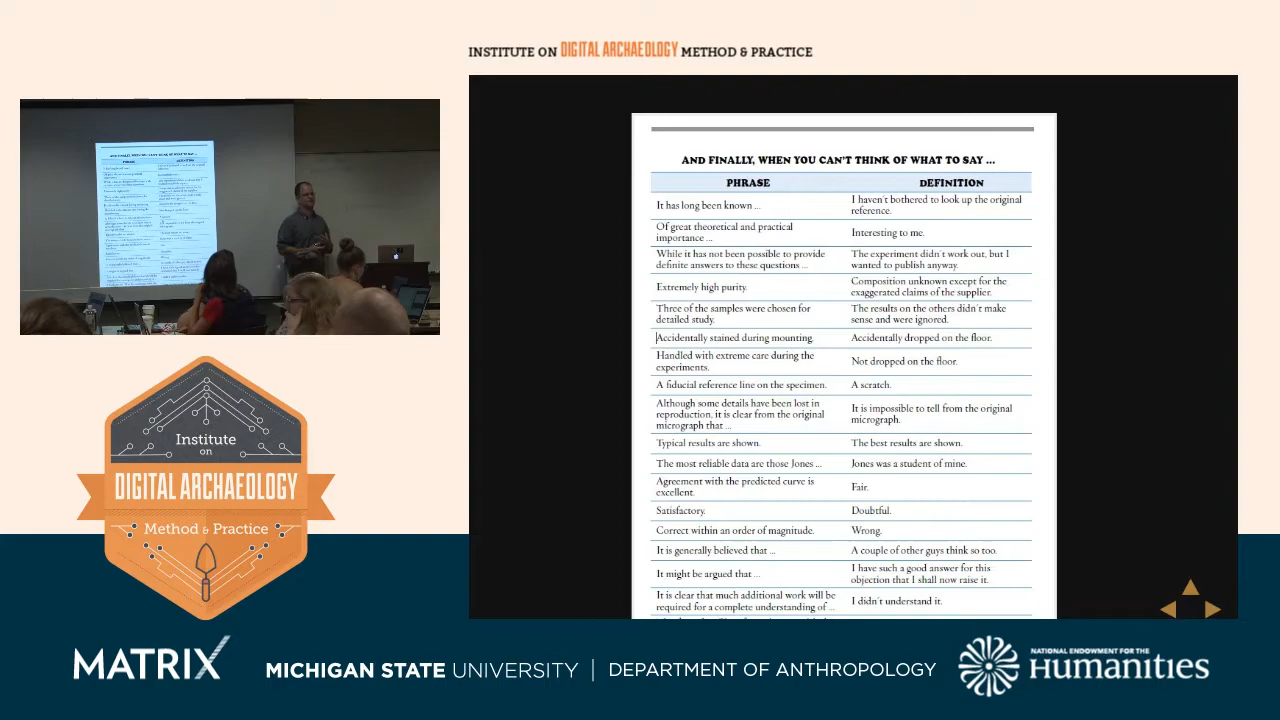 INSTITUTE ON DIGITAL ARCHAEOLOGY METHOD & PRACTICE
AND FINALLY, WHEN YOU CAN'T THINK OF WHAT TO SAY ...
PHRASE DEFINITION
It has long been known ...
I haven't bothered to look up the original
reference.
Of great theoretical and practical
importance ...
Interesting to me.
While it has not been possible to provide
definite answers to these questions ...
The experiment didn't work out, but I
wanted to publish anyway.
Extremely high purity.
Composition unknown except for the
exaggerated claims of the supplier.
Three of the samples were chosen for
detailed study.
The results on the others didn't make
sense and were ignored.
Accidentally stained during mounting.
Accidentally dropped on the floor.
Handled with extreme care during the
experiments.
Not dropped on the floor.
A fiducial reference line on the specimen.
A scratch.
Although some details have been lost in
reproduction, it is clear from the original
micrograph that ...
It is impossible to tell from the original
micrograph.
Typical results are shown.
The best results are shown.
The most reliable data are those Jones ...
Jones was a student of mine.
Agreement with the predicted curve is
excellent.
Fair.
Satisfactory.
Doubtful.
Correct within an order of magnitude.
Wrong.
It is generally believed that ...
A couple of other guys think so too.
It might be argued that ...
I have such a good answer for this
objection that I shall now raise it.
It is clear that much additional work will be
required for a complete understanding of ...
I didn't understand it.
Institute
on
DIGITAL ARCHAEOLOGY
Method & Practice
MATRIX
MICHIGAN STATE UNIVERSITY | DEPARTMENT OF ANTHROPOLOGY
NATIONAL ENDOWMENT FOR THE
Humanities